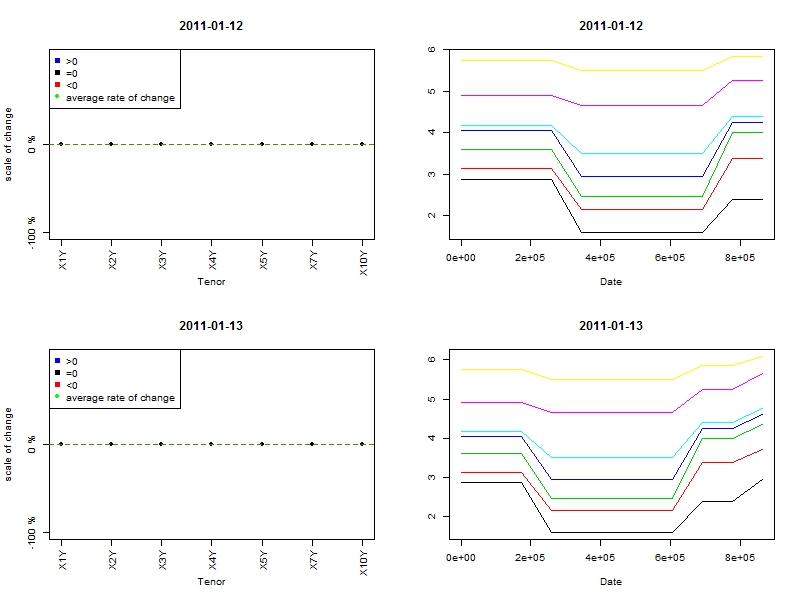 2011-01-12
>0
=0
<0
average rate of change
scale of change
0 %
-100 %
X1Y X2Y X3Y X4Y X5Y X7Y X10Y
Tenor
2011-01-12
6
5
4
3
2
0e+00 2e+05 4e+05 6e+05 8e+05
Date
2011-01-13
>0
=0
<0
average rate of change
scale of change
0 %
-100 %
X1Y X2Y X3Y X4Y X5Y X7Y X10Y
Tenor
2011-01-13
6
5
4
3
2
0e+00 2e+05 4e+05 6e+05 8e+05
Date